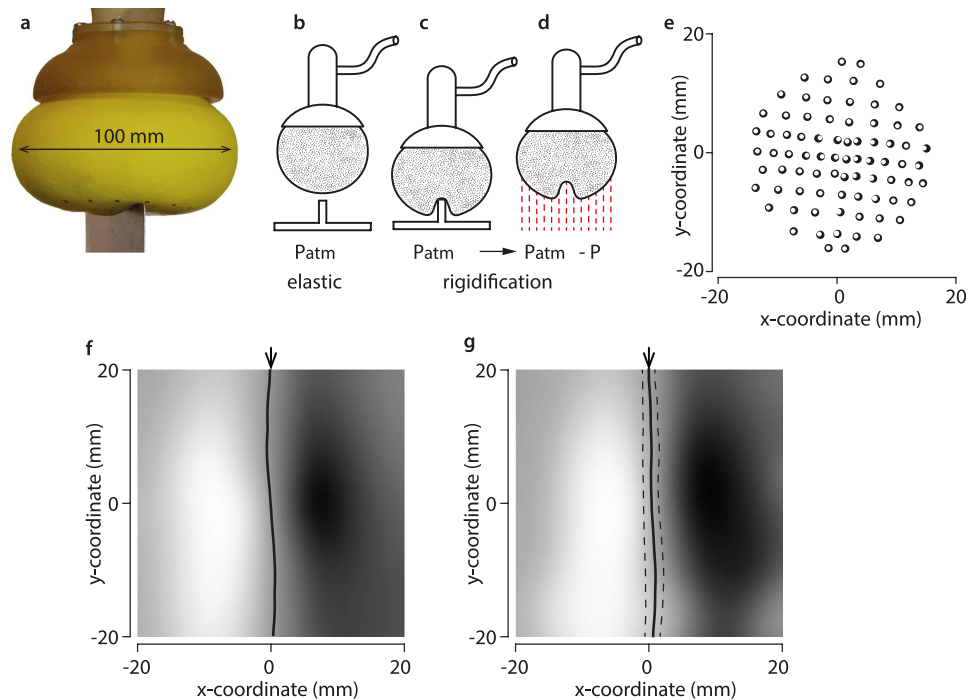 a
100 mm
b
c
d
Patm
Patm
Patm - P
elastic
rigidification
e
20
0
-20
y-coordinate (mm)
-20
0
20
x-coordinate (mm)
f
20
0
-20
y-coordinate (mm)
-20
0
20
x-coordinate (mm)
g
20
0
-20
y-coordinate (mm)
-20
0
20
x-coordinate (mm)